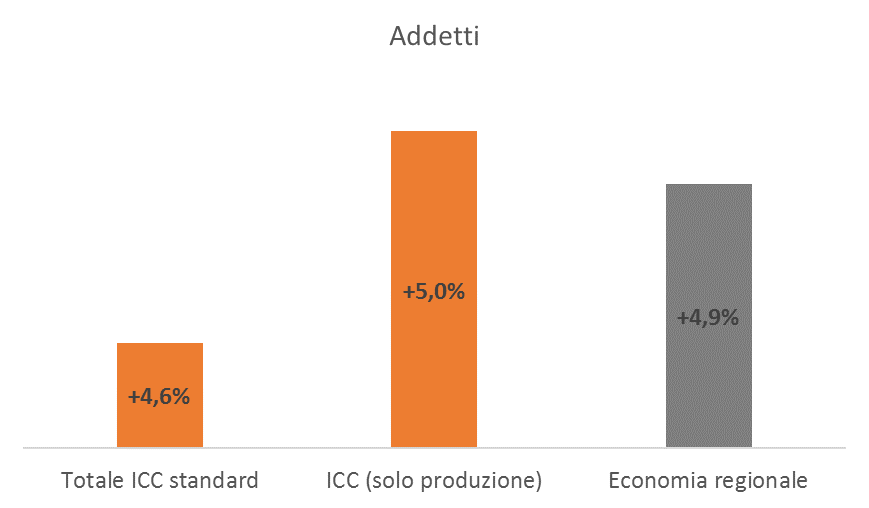 Addetti
+5,0%
+4,9%
+4,6%
Totale ICC standard
ICC (solo produzione)
Economia regionale